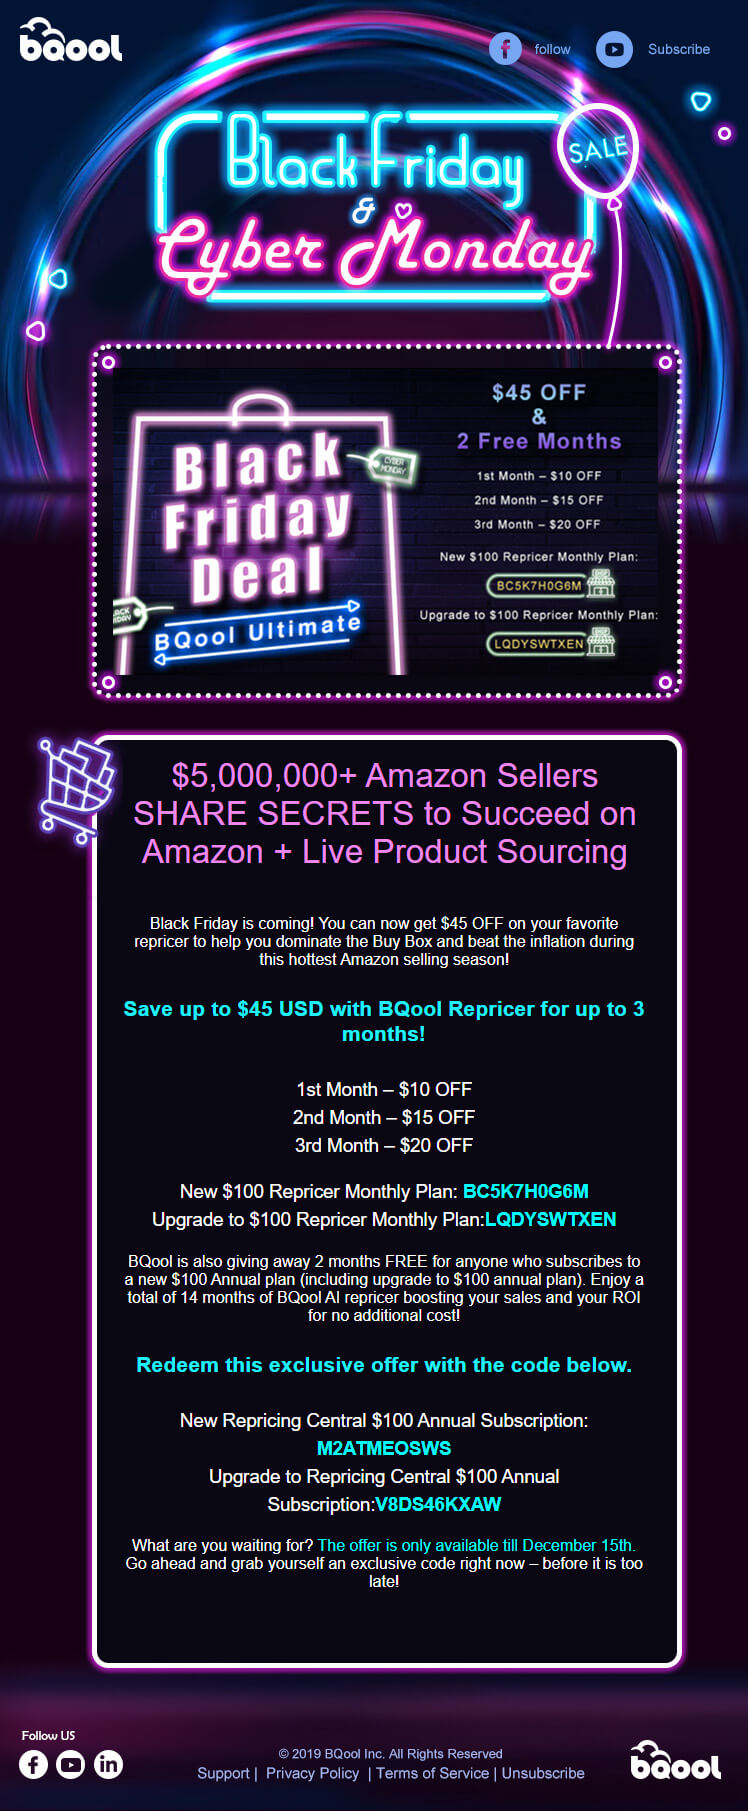 bqool
follow
Subscribe
Black Friday
SALE
&
Cyber Monday
$45 OFF
&
2 Free Months
1st Month – $10 OFF
2nd Month – $15 OFF
3rd Month – $20 OFF
New $100 Repricer Monthly Plan:
BC5K7H0G6M
Upgrade to $100 Repricer Monthly Plan:
LQDYSWTXEN
Black
Friday
Deal
CYBER
MONDAY
BQool Ultimate
$5,000,000+ Amazon Sellers
SHARE SECRETS to Succeed on
Amazon + Live Product Sourcing
Black Friday is coming! You can now get $45 OFF on your favorite
repricer to help you dominate the Buy Box and beat the inflation during
this hottest Amazon selling season!
Save up to $45 USD with BQool Repricer for up to 3
months!
1st Month – $10 OFF
2nd Month – $15 OFF
3rd Month – $20 OFF
New $100 Repricer Monthly Plan: BC5K7H0G6M
Upgrade to $100 Repricer Monthly Plan:LQDYSWTXEN
BQool is also giving away 2 months FREE for anyone who subscribes to
a new $100 Annual plan (including upgrade to $100 annual plan). Enjoy a
total of 14 months of BQool AI repricer boosting your sales and your ROI
for no additional cost!
Redeem this exclusive offer with the code below.
New Repricing Central $100 Annual Subscription:
M2ATMEOSWS
Upgrade to Repricing Central $100 Annual
Subscription:V8DS46KXAW
What are you waiting for? The offer is only available till December 15th.
Go ahead and grab yourself an exclusive code right now – before it is too
late!
Follow US
© 2019 BQool Inc. All Rights Reserved
Support | Privacy Policy | Terms of Service | Unsubscribe
bqool